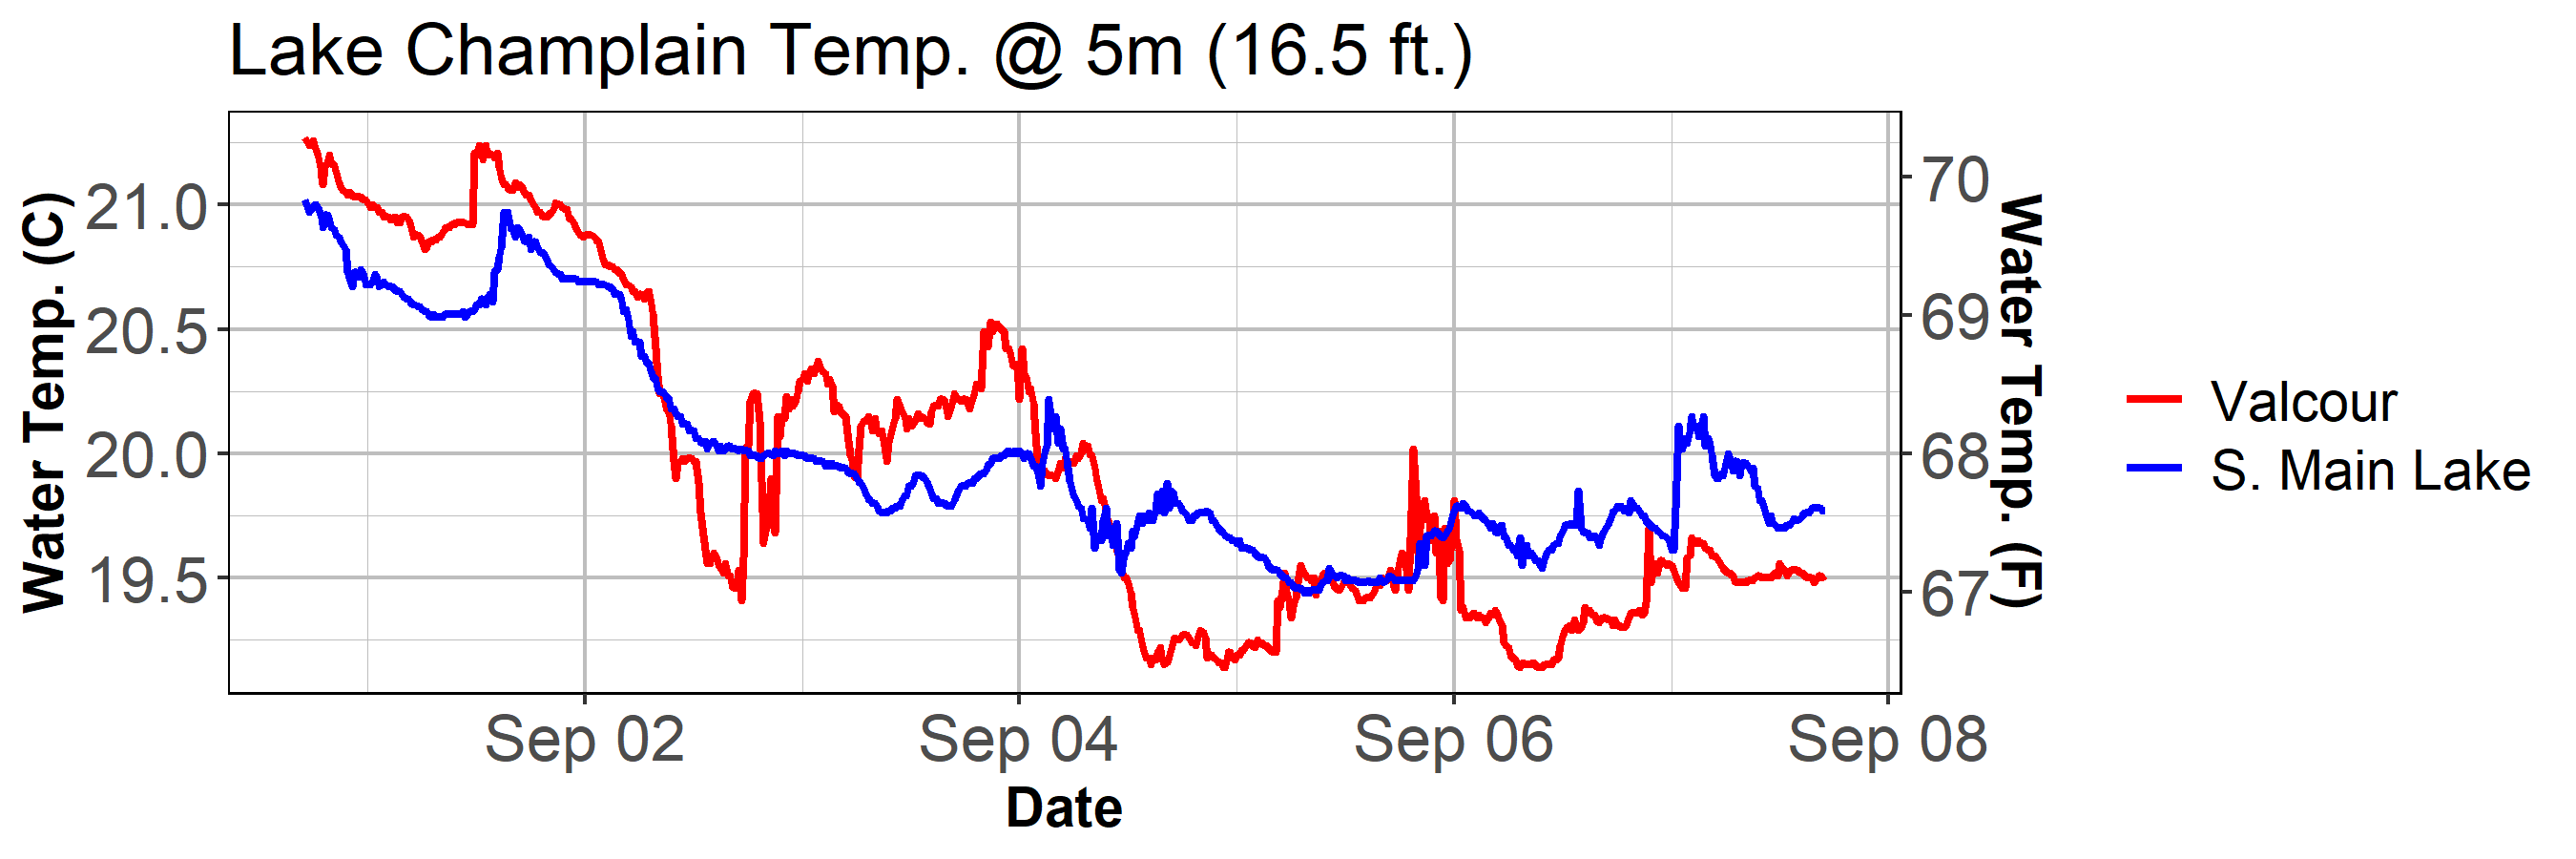 Lake Champlain Temp. @ 5m (16.5 ft.)
Water Temp. (C)
21.0
20.5
20.0
19.5
70
69
68
67
Water Temp. (F)
Valcour
S. Main Lake
Sep 02
Sep 04
Sep 06
Sep 08
Date